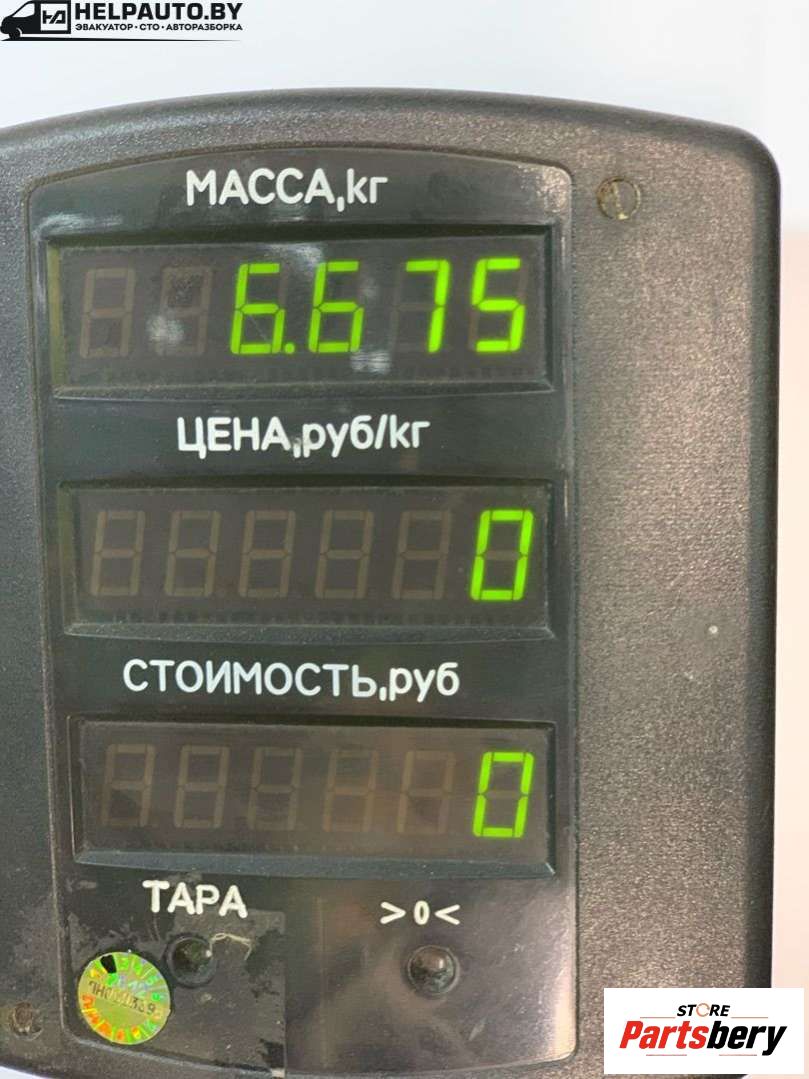 HELPAUTO.BY
ЭВАКУАТОР · СТО · АВТОРАЗБОРКА
МАССА,кг
6.675
ЦЕНА,руб/кг
0
СТОИМОСТЬ,руб
0
ТАРА >0<
STORE
Partsbery